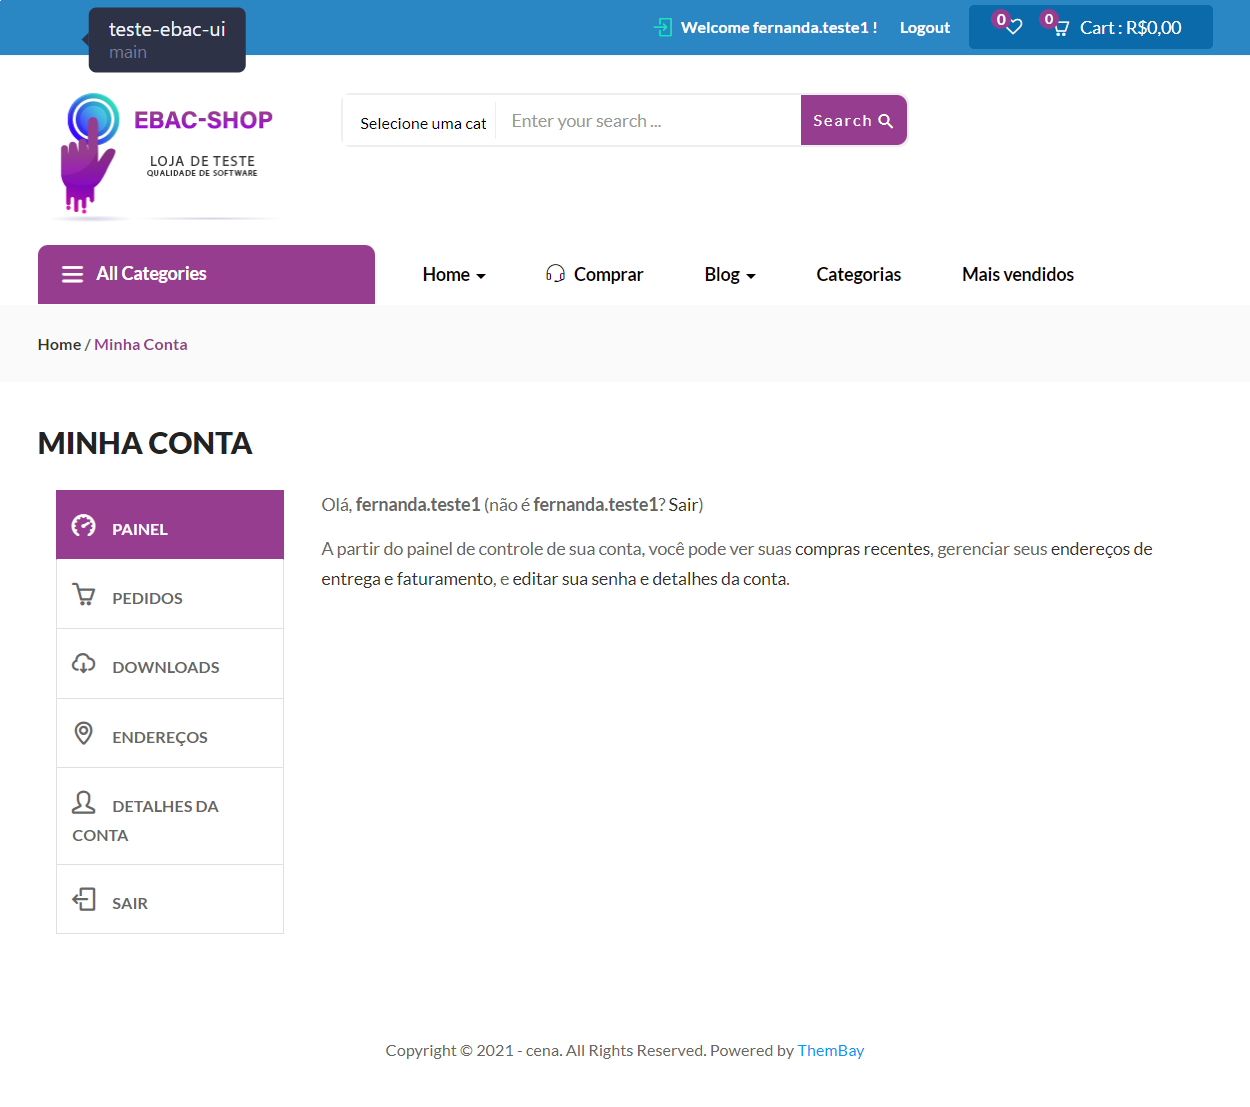 teste-ebac-ui
main
Welcome fernanda.teste1 !
Logout
0
0
Cart : R$0,00
EBAC-SHOP
LOJA DE TESTE
QUALIDADE DE SOFTWARE
Selecione uma cat
Enter your search ...
Search
All Categories
Home
Comprar
Blog
Categorias
Mais vendidos
Home / Minha Conta
MINHA CONTA
PAINEL
PEDIDOS
DOWNLOADS
ENDEREÇOS
DETALHES DA
CONTA
SAIR
Olá, fernanda.teste1 (não é fernanda.teste1? Sair)
A partir do painel de controle de sua conta, você pode ver suas compras recentes, gerenciar seus endereços de
entrega e faturamento, e editar sua senha e detalhes da conta.
Copyright © 2021 - cena. All Rights Reserved. Powered by ThemBay